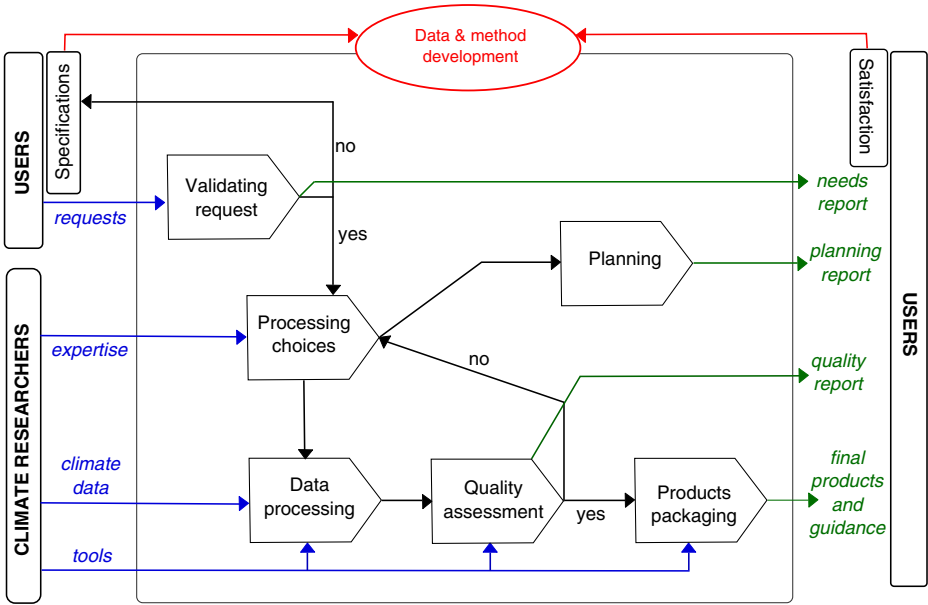 Data & method
development
USERS
Specifications
Satisfaction
no
Validating
request
requests
needs
report
yes
Planning
planning
report
USERS
CLIMATE RESEARCHERS
Processing
choices
expertise
no
quality
report
climate
data
Data
processing
Quality
assessment
yes
Products
packaging
final
products
and
guidance
tools